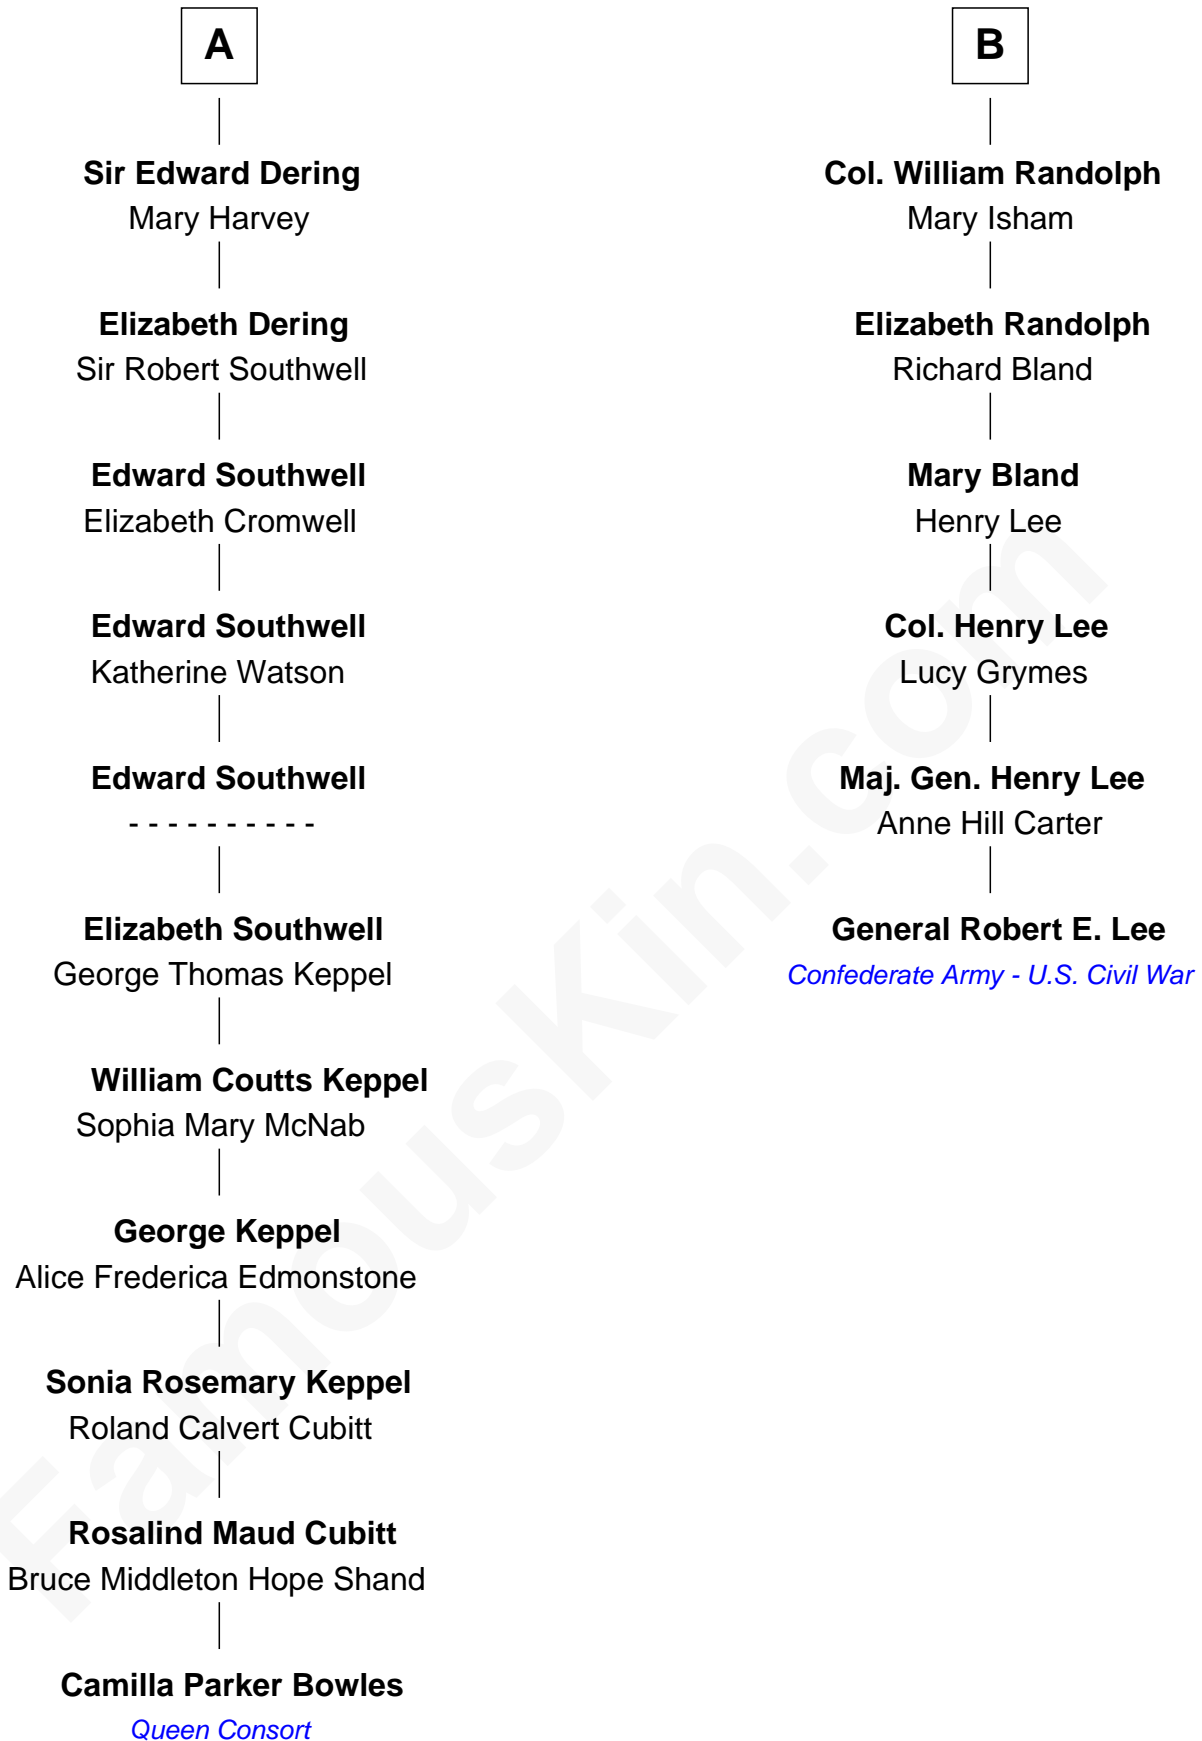 A
Sir Edward Dering
Mary Harvey
Elizabeth Dering
Sir Robert Southwell
Edward Southwell
Elizabeth Cromwell
Edward Southwell
Katherine Watson
Edward Southwell
- - - - - - - - - -
Elizabeth Southwell
George Thomas Keppel
William Coutts Keppel
Sophia Mary McNab
George Keppel
Alice Frederica Edmonstone
Sonia Rosemary Keppel
Roland Calvert Cubitt
Rosalind Maud Cubitt
Bruce Middleton Hope Shand
Camilla Parker Bowles
Queen Consort
B
Col. William Randolph
Mary Isham
Elizabeth Randolph
Richard Bland
Mary Bland
Henry Lee
Col. Henry Lee
Lucy Grymes
Maj. Gen. Henry Lee
Anne Hill Carter
General Robert E. Lee
Confederate Army - U.S. Civil War
FamousKin.com